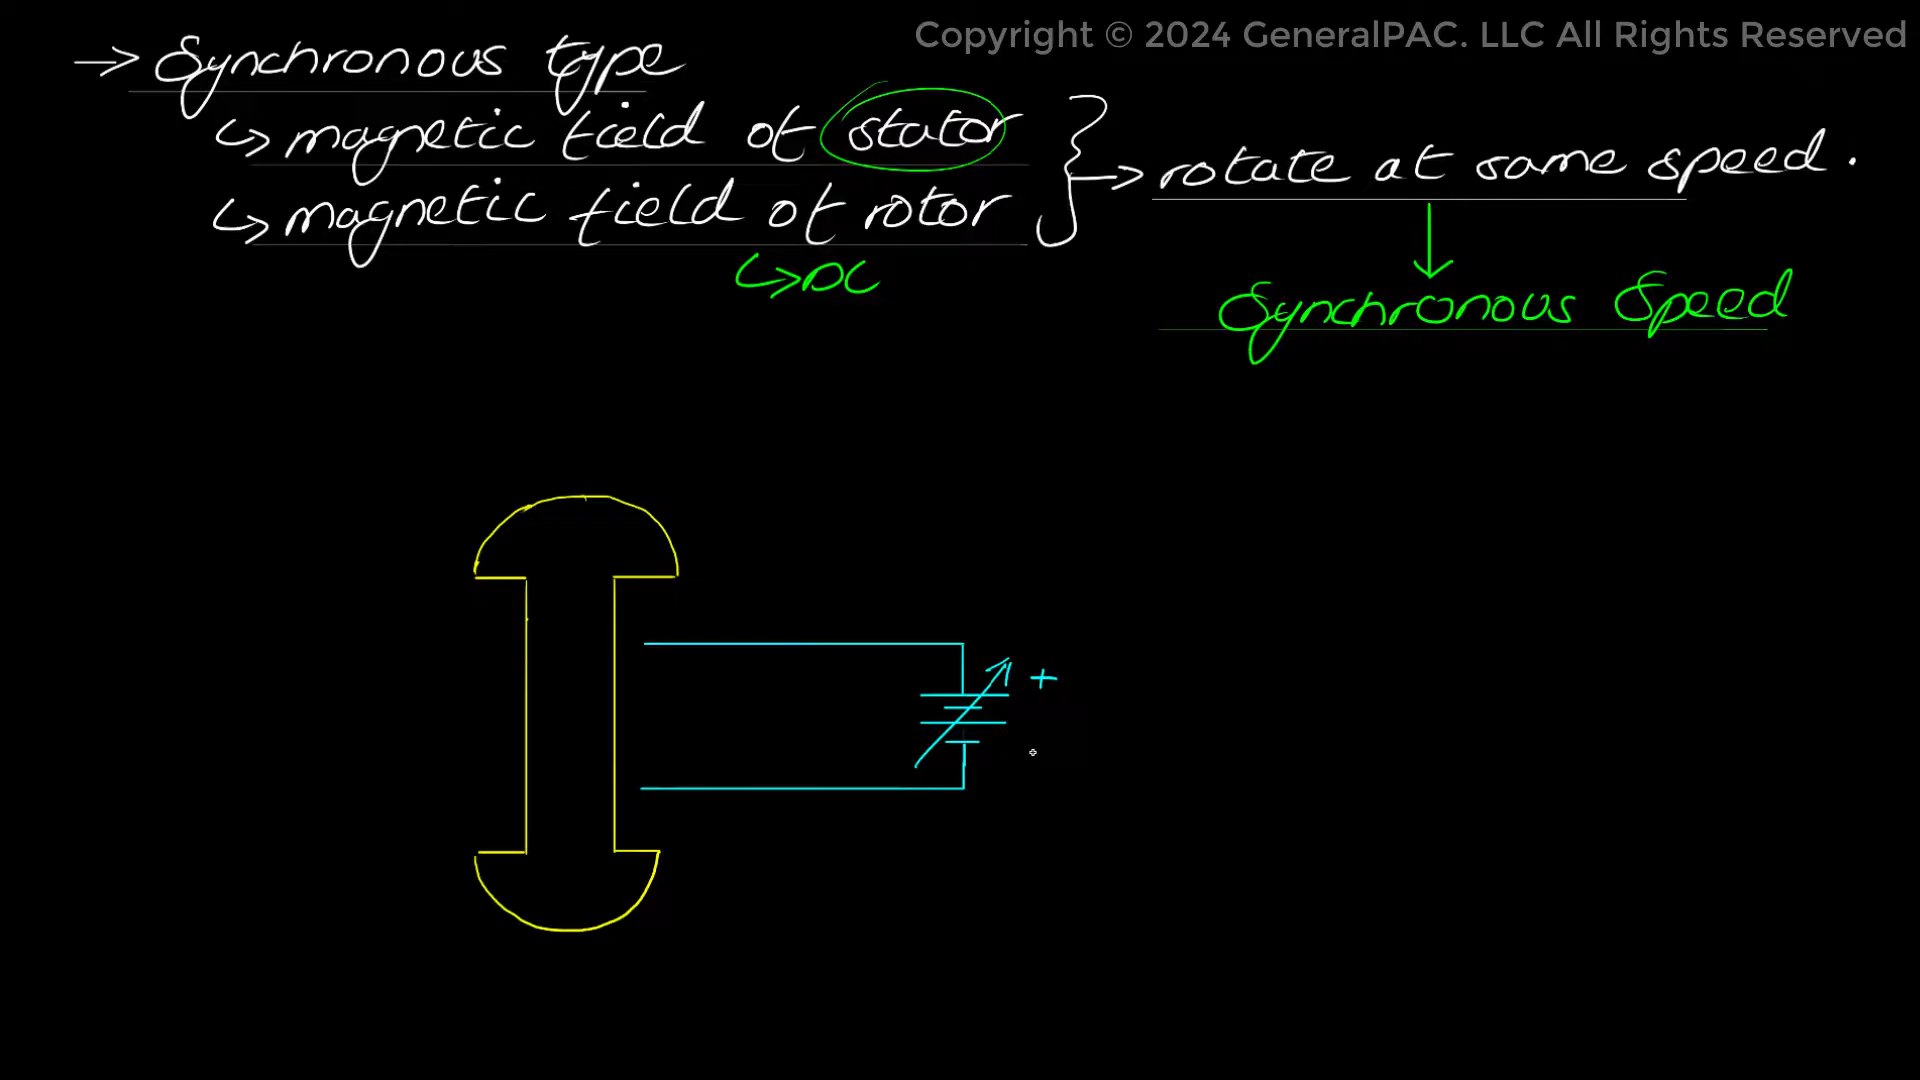 Copyright © 2024 GeneralPAC. LLC All Rights Reserved
→ Synchronous type
↳ magnetic field of stator
↳ magnetic field of rotor
} → rotate at same speed.
↳ DC
↓
Synchronous Speed
+